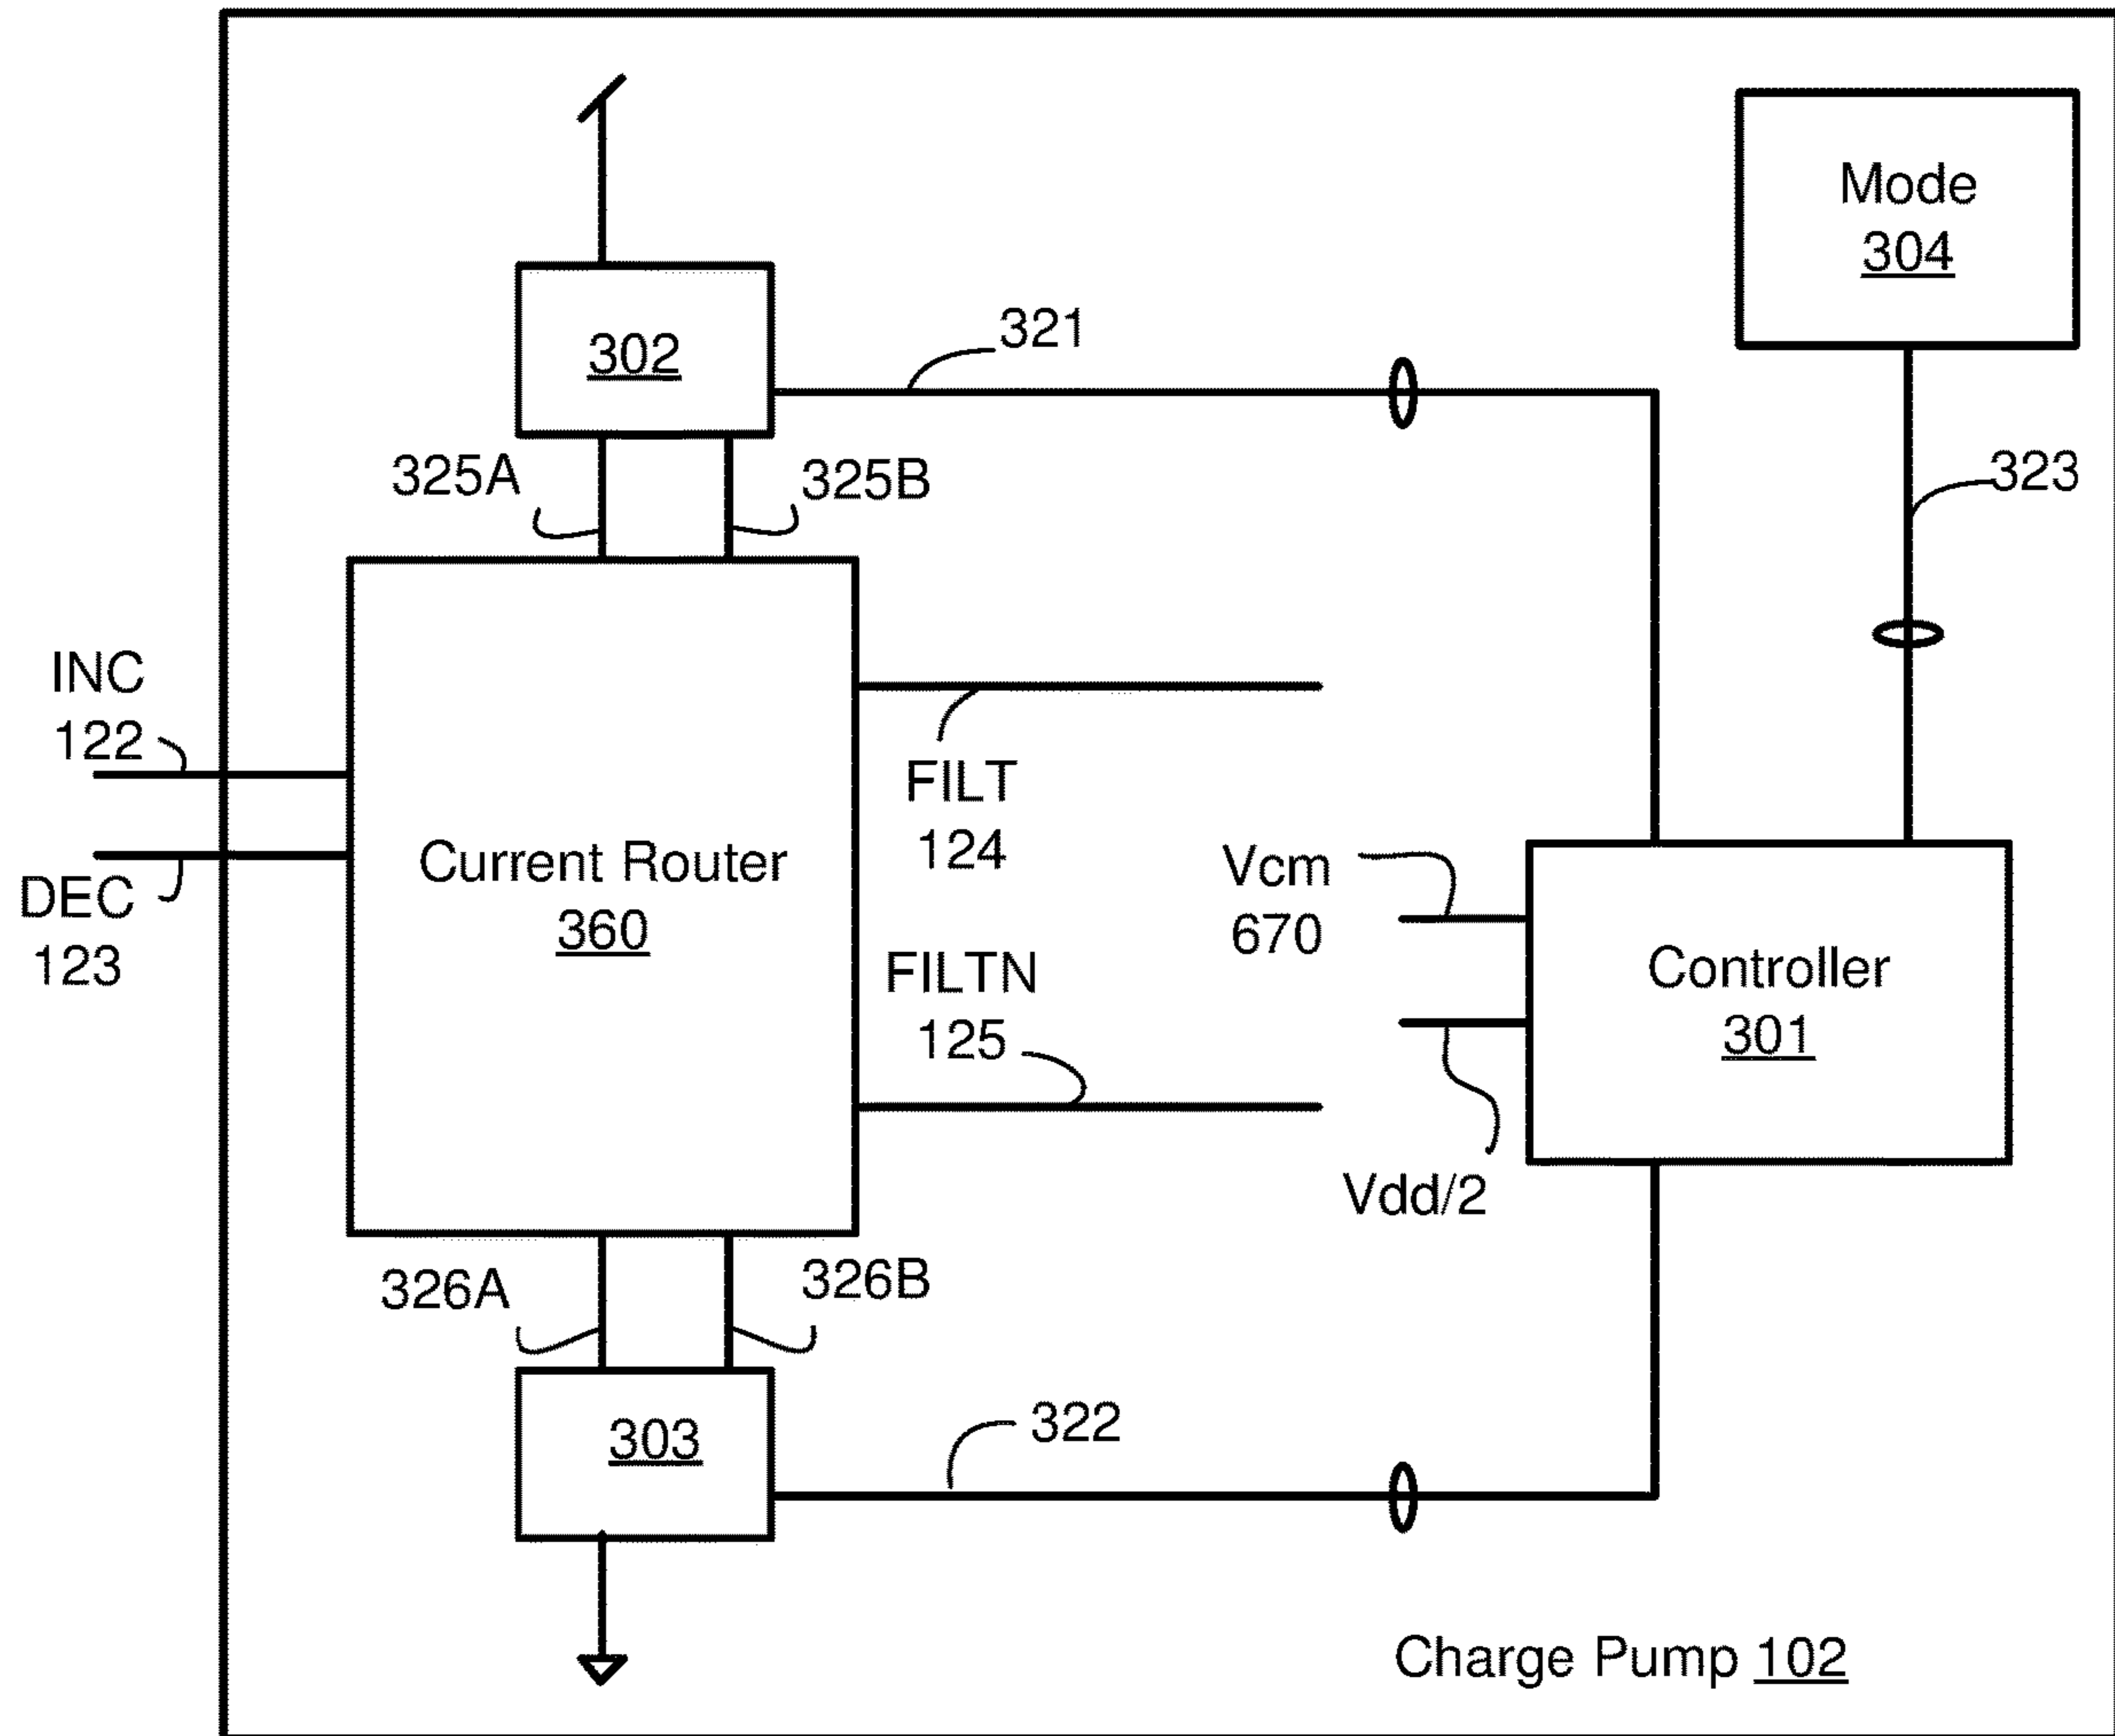 Mode
304
302
321
325A
325B
323
INC
122
FILT
124
DEC
123
Current Router
360
Vcm
670
FILTN
125
Controller
301
Vdd/2
326A
326B
303
322
Charge Pump 102